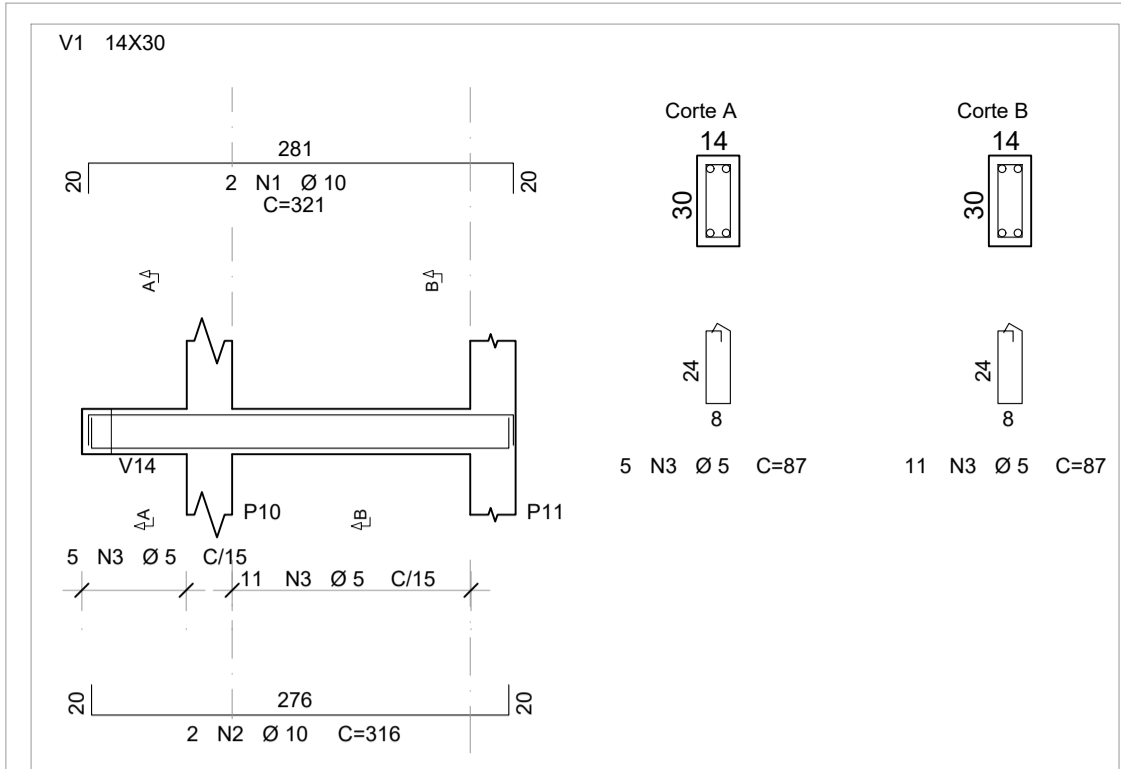 V1 14X30
Corte A
Corte B
14
14
281
20
20
2 N1 Ø 10
C=321
30
30
A
B
24
24
8
8
V14
5 N3 Ø 5 C=87
11 N3 Ø 5 C=87
A
B
P10
P11
5 N3 Ø 5 C/15
11 N3 Ø 5 C/15
20
276
20
2 N2 Ø 10 C=316